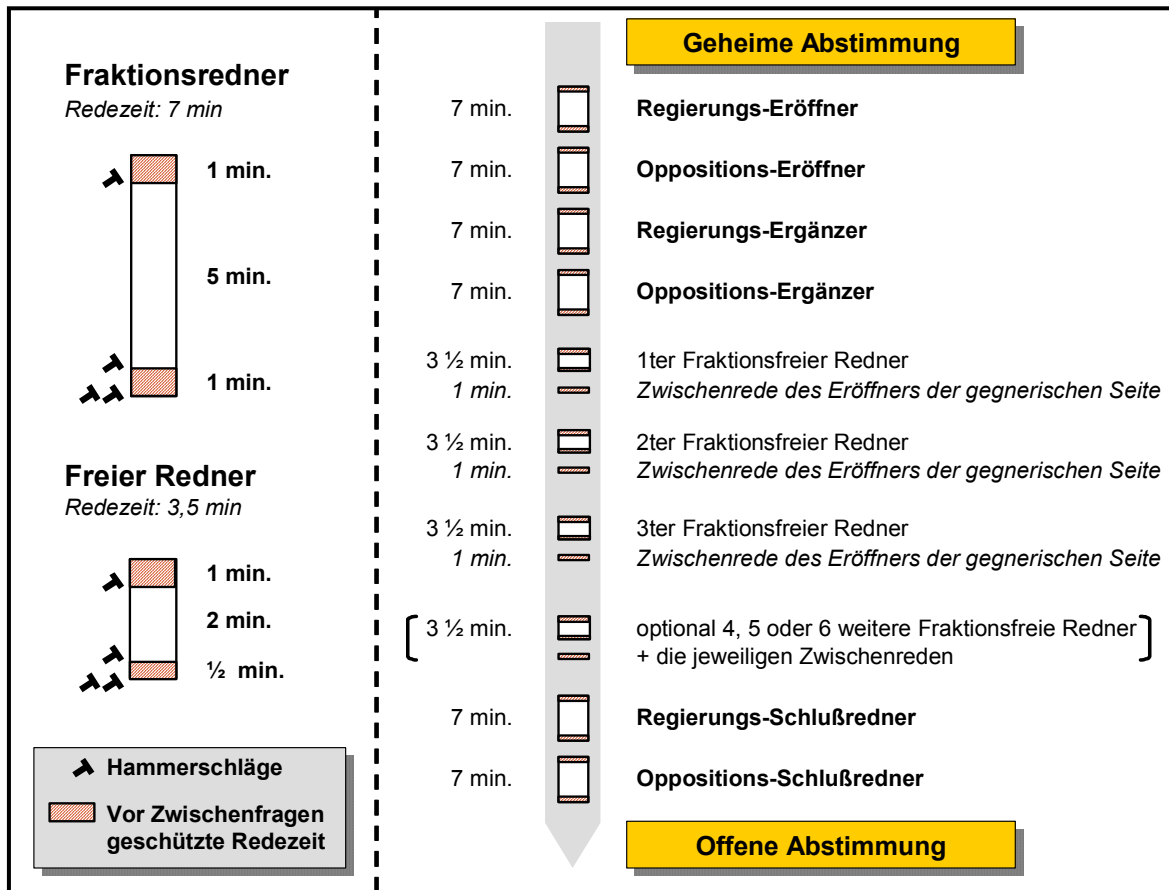 Fraktionsredner
Redezeit: 7 min
1 min.
5 min.
1 min.
Freier Redner
Redezeit: 3,5 min
1 min.
2 min.
½ min.
Hammerschläge
Vor Zwischenfragen
geschützte Redezeit
Geheime Abstimmung
7 min. Regierungs-Eröffner
7 min. Oppositions-Eröffner
7 min. Regierungs-Ergänzer
7 min. Oppositions-Ergänzer
3 ½ min. 1ter Fraktionsfreier Redner
1 min. Zwischenrede des Eröffners der gegnerischen Seite
3 ½ min. 2ter Fraktionsfreier Redner
1 min. Zwischenrede des Eröffners der gegnerischen Seite
3 ½ min. 3ter Fraktionsfreier Redner
1 min. Zwischenrede des Eröffners der gegnerischen Seite
3 ½ min. optional 4, 5 oder 6 weitere Fraktionsfreie Redner
+ die jeweiligen Zwischenreden
7 min. Regierungs-Schlußredner
7 min. Oppositions-Schlußredner
Offene Abstimmung